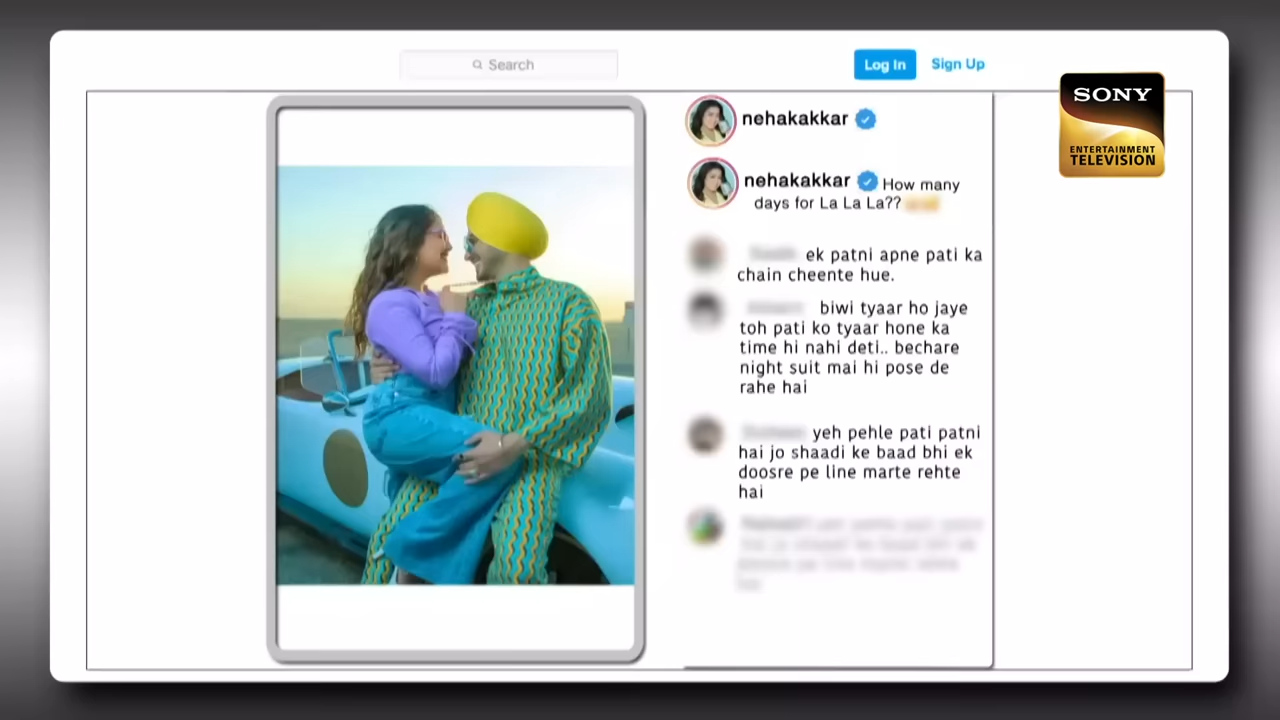 Search
Log In
Sign Up
SONY
ENTERTAINMENT
TELEVISION
nehakakkar
nehakakkar How many
days for La La La??
ek patni apne pati ka
chain cheente hue.
biwi tyaar ho jaye
toh pati ko tyaar hone ka
time hi nahi deti.. bechare
night suit mai hi pose de
rahe hai
yeh pehle pati patni
hai jo shaadi ke baad bhi ek
doosre pe line marte rehte
hai